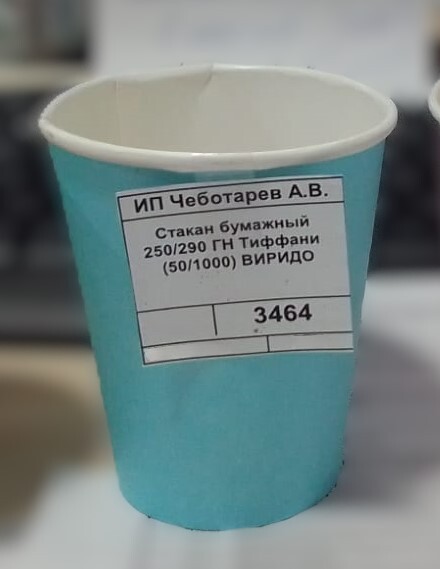 ИП Чеботарев А.В.
Стакан бумажный
250/290 ГН Тиффани
(50/1000) ВИРИДО
3464